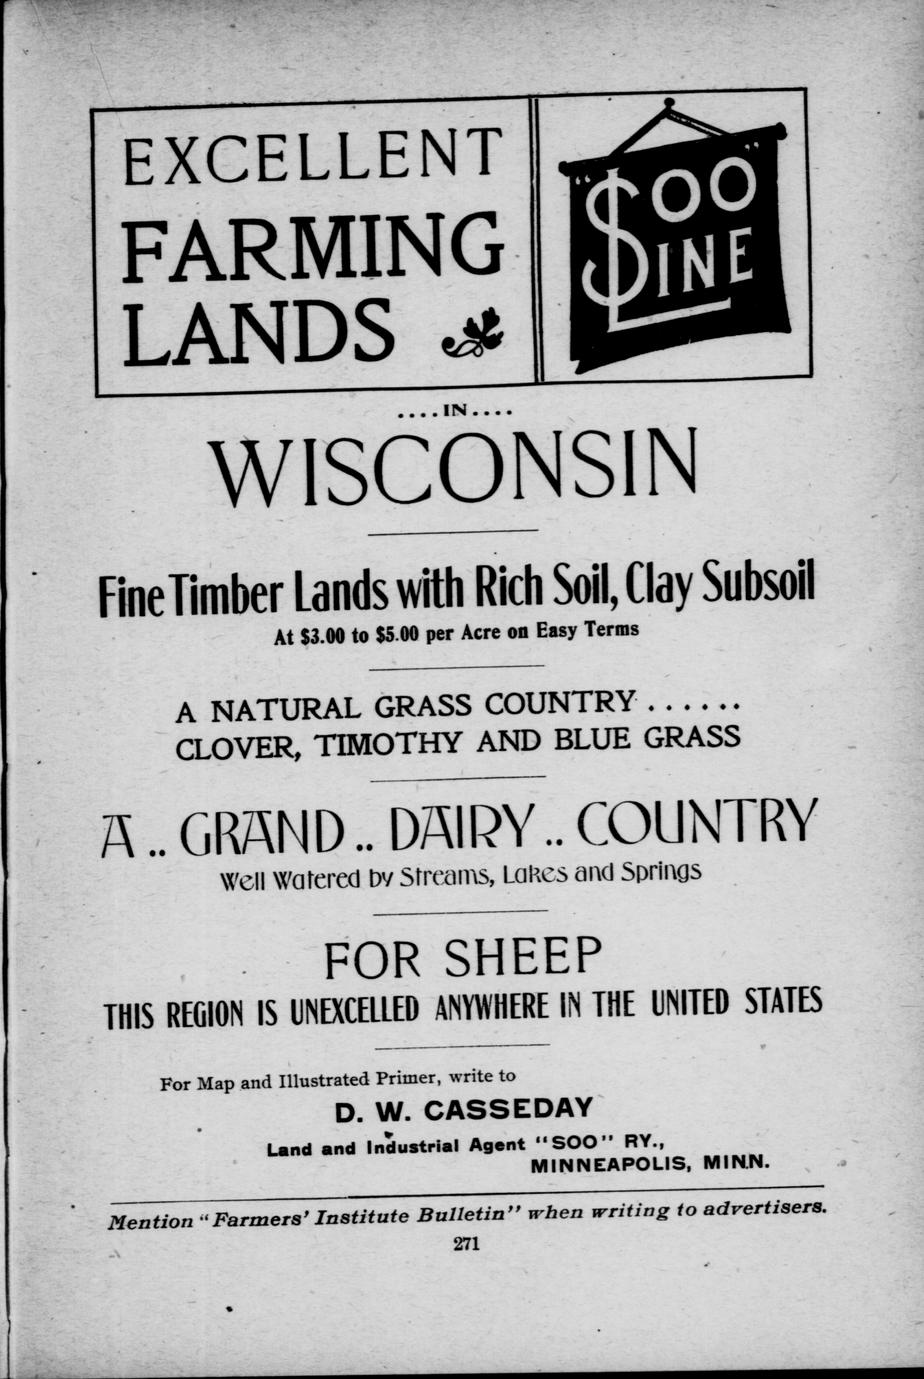 EXCELLENT
FARMING
LANDS
"SOO"
LINE
....IN....
WISCONSIN
Fine Timber Lands with Rich Soil, Clay Subsoil
At $3.00 to $5.00 per Acre on Easy Terms
A NATURAL GRASS COUNTRY ......
CLOVER, TIMOTHY AND BLUE GRASS
A .. GRAND .. DAIRY .. COUNTRY
Well Watered by Streams, Lakes and Springs
FOR SHEEP
THIS REGION IS UNEXCELLED ANYWHERE IN THE UNITED STATES
For Map and Illustrated Primer, write to
D. W. CASSEDAY
Land and Industrial Agent "SOO" RY.,
MINNEAPOLIS, MINN.
Mention "Farmers' Institute Bulletin" when writing to advertisers.
271